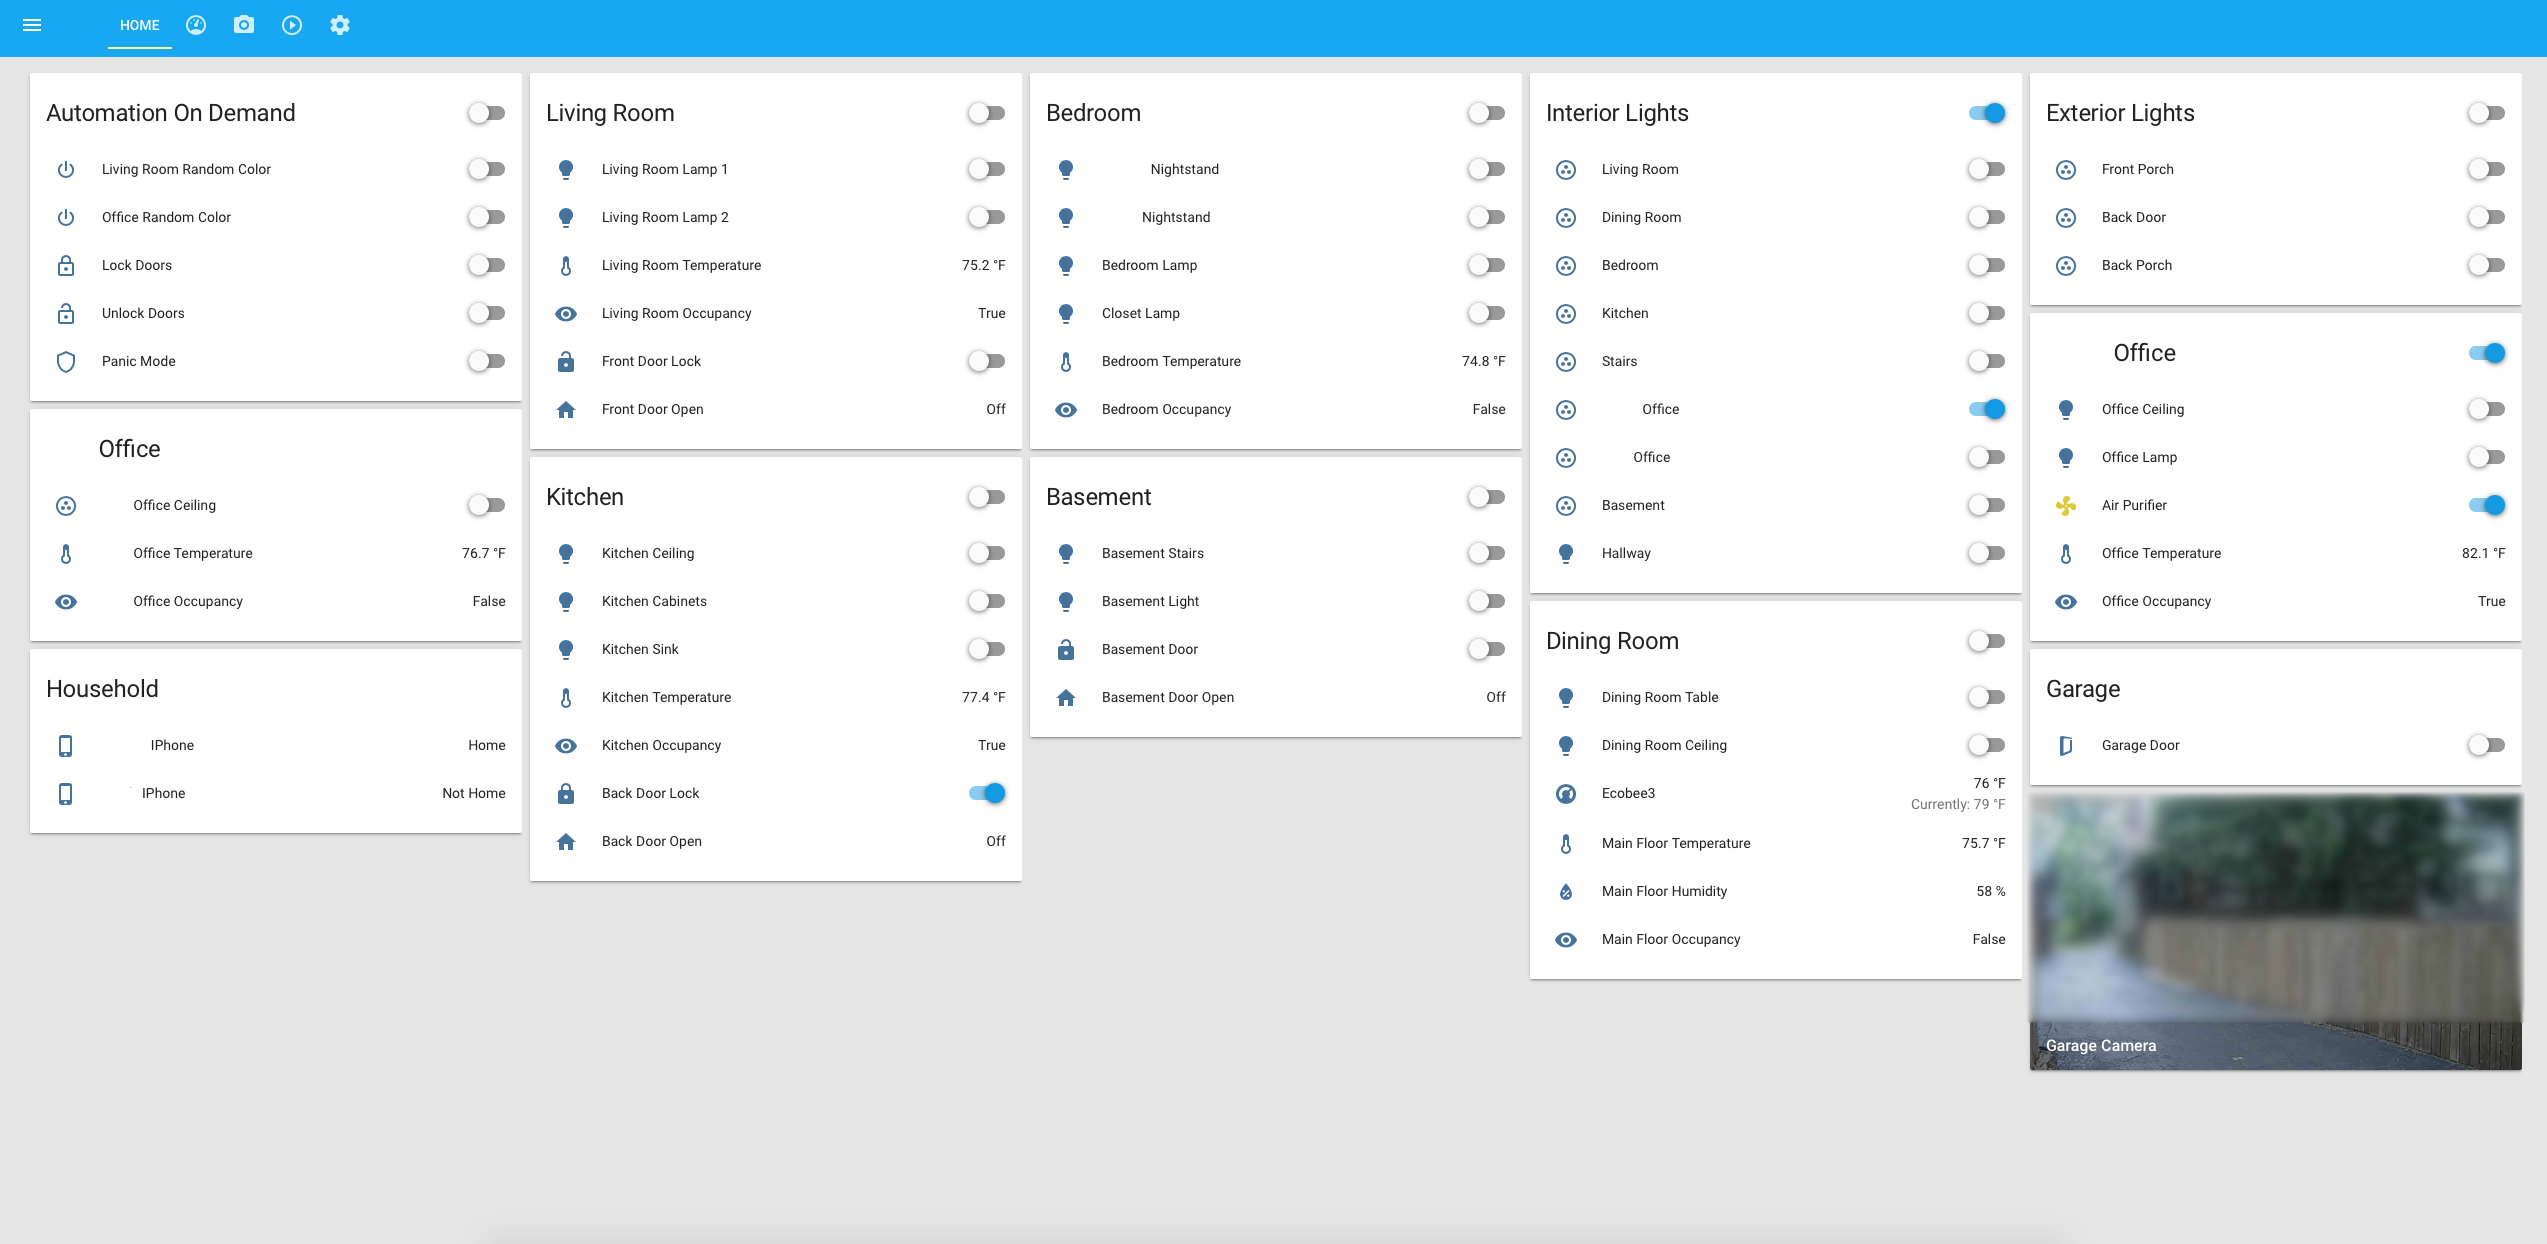 HOME
Automation On Demand
Living Room Random Color
Office Random Color
Lock Doors
Unlock Doors
Panic Mode
Office
Office Ceiling
Office Temperature 76.7 °F
Office Occupancy False
Household
IPhone Home
IPhone Not Home
Living Room
Living Room Lamp 1
Living Room Lamp 2
Living Room Temperature 75.2 °F
Living Room Occupancy True
Front Door Lock
Front Door Open Off
Kitchen
Kitchen Ceiling
Kitchen Cabinets
Kitchen Sink
Kitchen Temperature 77.4 °F
Kitchen Occupancy True
Back Door Lock
Back Door Open Off
Bedroom
Nightstand
Nightstand
Bedroom Lamp
Closet Lamp
Bedroom Temperature 74.8 °F
Bedroom Occupancy False
Basement
Basement Stairs
Basement Light
Basement Door
Basement Door Open Off
Interior Lights
Living Room
Dining Room
Bedroom
Kitchen
Stairs
Office
Office
Basement
Hallway
Dining Room
Dining Room Table
Dining Room Ceiling
Ecobee3 76 °F
Currently: 79 °F
Main Floor Temperature 75.7 °F
Main Floor Humidity 58 %
Main Floor Occupancy False
Exterior Lights
Front Porch
Back Door
Back Porch
Office
Office Ceiling
Office Lamp
Air Purifier
Office Temperature 82.1 °F
Office Occupancy True
Garage
Garage Door
Garage Camera